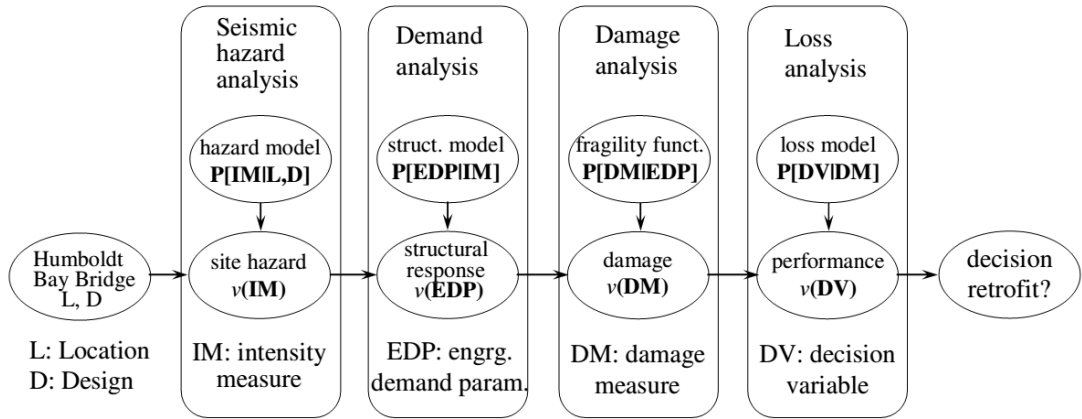 Seismic
hazard
analysis
Demand
analysis
Damage
analysis
Loss
analysis
hazard model
P[IM|L,D]
struct. model
P[EDP|IM]
fragility funct.
P[DM|EDP]
loss model
P[DV|DM]
Humboldt
Bay Bridge
L, D
site hazard
v(IM)
structural
response
v(EDP)
damage
v(DM)
performance
v(DV)
decision
retrofit?
L: Location
D: Design
IM: intensity
measure
EDP: engrg.
demand param.
DM: damage
measure
DV: decision
variable